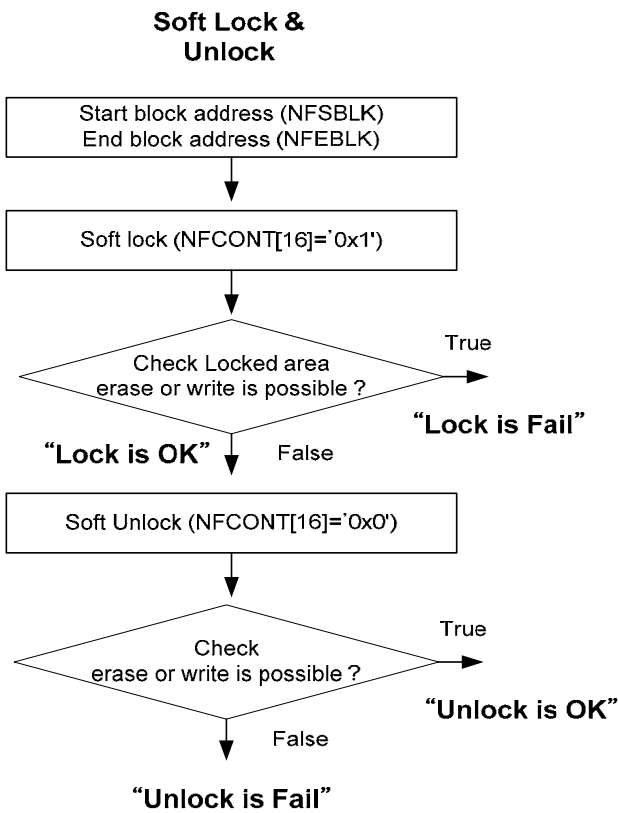 Soft Lock &
Unlock
Start block address (NFSBLK)
End block address (NFEBLK)
Soft lock (NFCONT[16]=’0x1')
Check Locked area
erase or write is possible ?
True
“Lock is Fail”
“Lock is OK”
False
Soft Unlock (NFCONT[16]=’0x0')
Check
erase or write is possible ?
True
“Unlock is OK”
False
“Unlock is Fail”